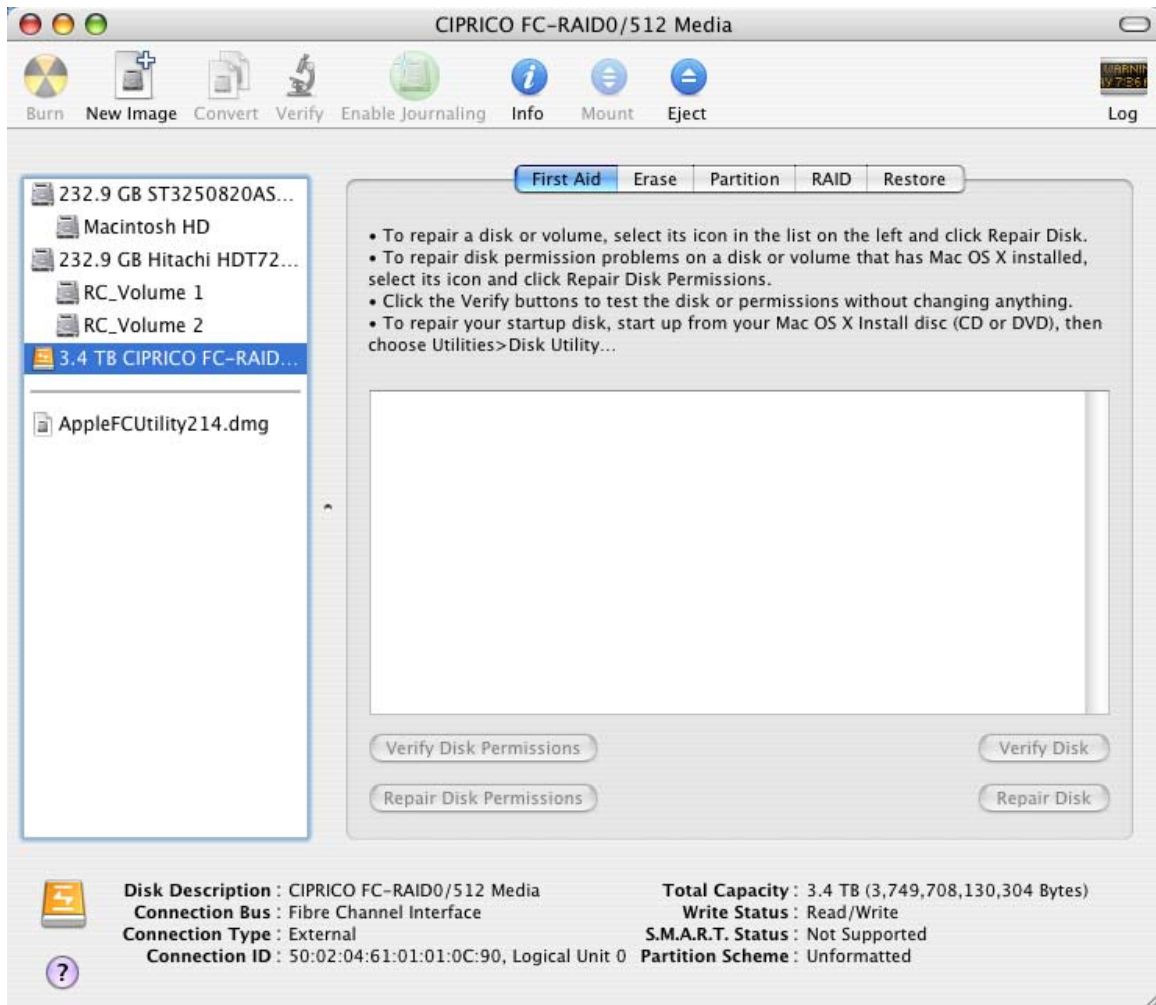 CIPRICO FC-RAID0/512 Media
Burn New Image Convert Verify Enable Journaling Info Mount Eject Log
232.9 GB ST3250820AS...
Macintosh HD
232.9 GB Hitachi HDT72...
RC_Volume 1
RC_Volume 2
3.4 TB CIPRICO FC-RAID...
AppleFCUtility214.dmg
First Aid Erase Partition RAID Restore
• To repair a disk or volume, select its icon in the list on the left and click Repair Disk.
• To repair disk permission problems on a disk or volume that has Mac OS X installed,
select its icon and click Repair Disk Permissions.
• Click the Verify buttons to test the disk or permissions without changing anything.
• To repair your startup disk, start up from your Mac OS X Install disc (CD or DVD), then
choose Utilities>Disk Utility...
Verify Disk Permissions Verify Disk
Repair Disk Permissions Repair Disk
Disk Description : CIPRICO FC-RAID0/512 Media
Connection Bus : Fibre Channel Interface
Connection Type : External
Connection ID : 50:02:04:61:01:01:0C:90, Logical Unit 0
Total Capacity : 3.4 TB (3,749,708,130,304 Bytes)
Write Status : Read/Write
S.M.A.R.T. Status : Not Supported
Partition Scheme : Unformatted
?